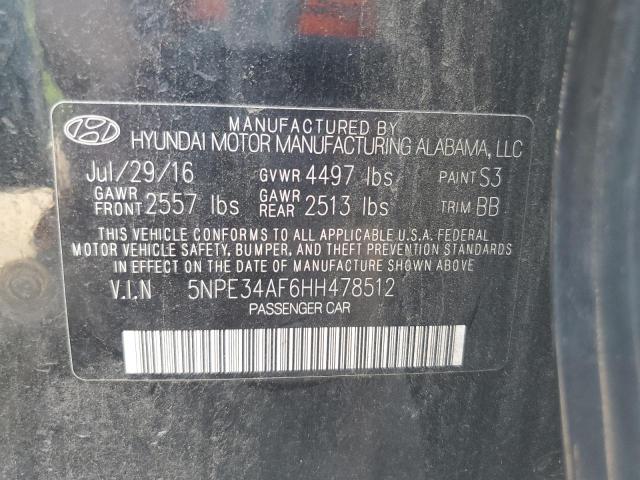 MANUFACTURED BY
HYUNDAI MOTOR MANUFACTURING ALABAMA, LLC
Jul/29/16 GVWR 4497 lbs PAINT S3
GAWR FRONT 2557 lbs GAWR REAR 2513 lbs TRIM BB
THIS VEHICLE CONFORMS TO ALL APPLICABLE U.S.A. FEDERAL
MOTOR VEHICLE SAFETY, BUMPER, AND THEFT PREVENTION STANDARDS
IN EFFECT ON THE DATE OF MANUFACTURE SHOWN ABOVE.
V.I.N 5NPE34AF6HH478512
PASSENGER CAR